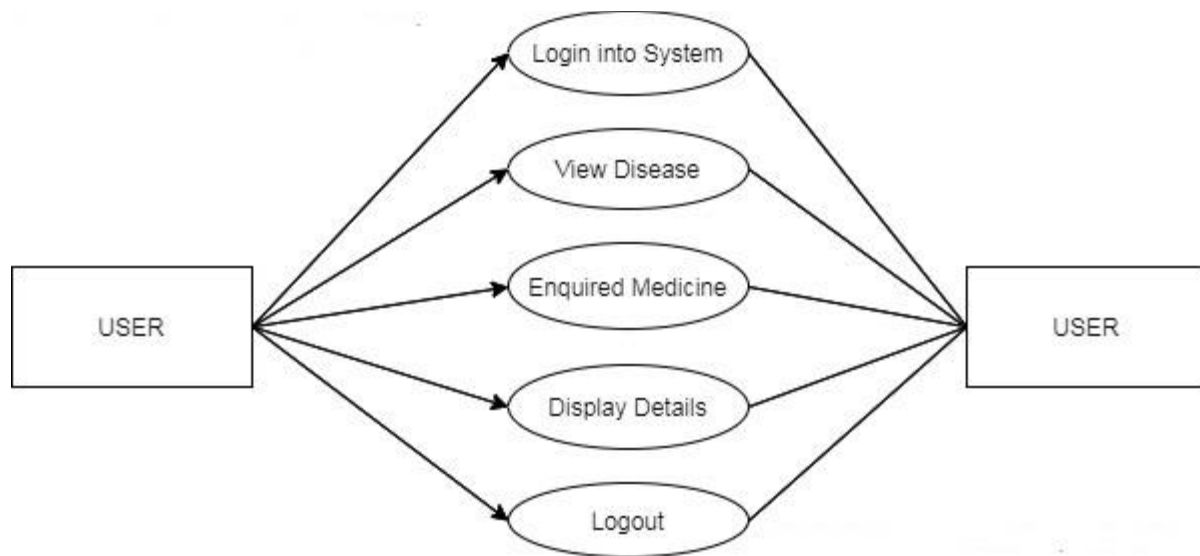 Login into System
View Disease
Enquired Medicine
USER
USER
Display Details
Logout